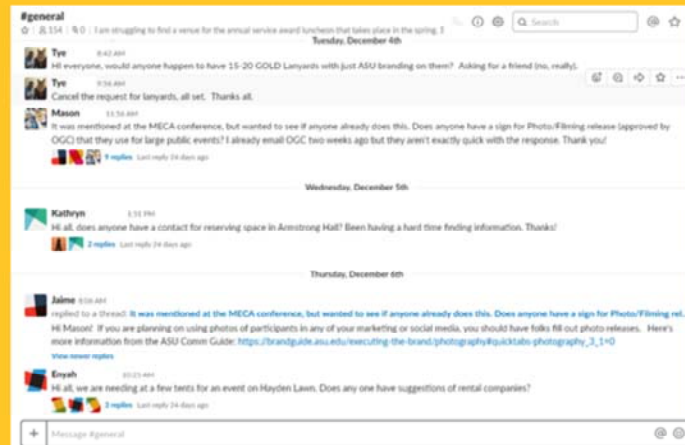 #general
154 | 0 | I am struggling to find a venue for the annual service award luncheon that takes place in the spring.
Search
Tuesday, December 4th
Tye 8:42 AM
Hi everyone, would anyone happen to have 15-20 GOLD Lanyards with just ASU branding on them? Asking for a friend (no, really).
Tye 9:56 AM
Cancel the request for lanyards, all set. Thanks all.
Mason 11:56 AM
It was mentioned at the MECA conference, but wanted to see if anyone already does this. Does anyone have a sign for Photo/Filming release (approved by
OGC) that they use for large public events? I already email OGC two weeks ago but they aren't exactly quick with the response. Thank you!
9 replies Last reply 24 days ago
Wednesday, December 5th
Kathryn 1:51 PM
Hi all, does anyone have a contact for reserving space in Armstrong Hall? Been having a hard time finding information. Thanks!
2 replies Last reply 24 days ago
Thursday, December 6th
Jaime 8:08 AM
replied to a thread: It was mentioned at the MECA conference, but wanted to see if anyone already does this. Does anyone have a sign for Photo/Filming rel...
Hi Mason! If you are planning on using photos of participants in any of your marketing or social media, you should have folks fill out photo releases. Here's
more information from the ASU Comm Guide: https://brandguide.asu.edu/executing-the-brand/photography#quicktabs-photography_3_1=0
View newer replies
Enyah 10:25 AM
Hi all, we are needing at a few tents for an event on Hayden Lawn. Does any one have suggestions of rental companies?
3 replies Last reply 24 days ago
Message #general